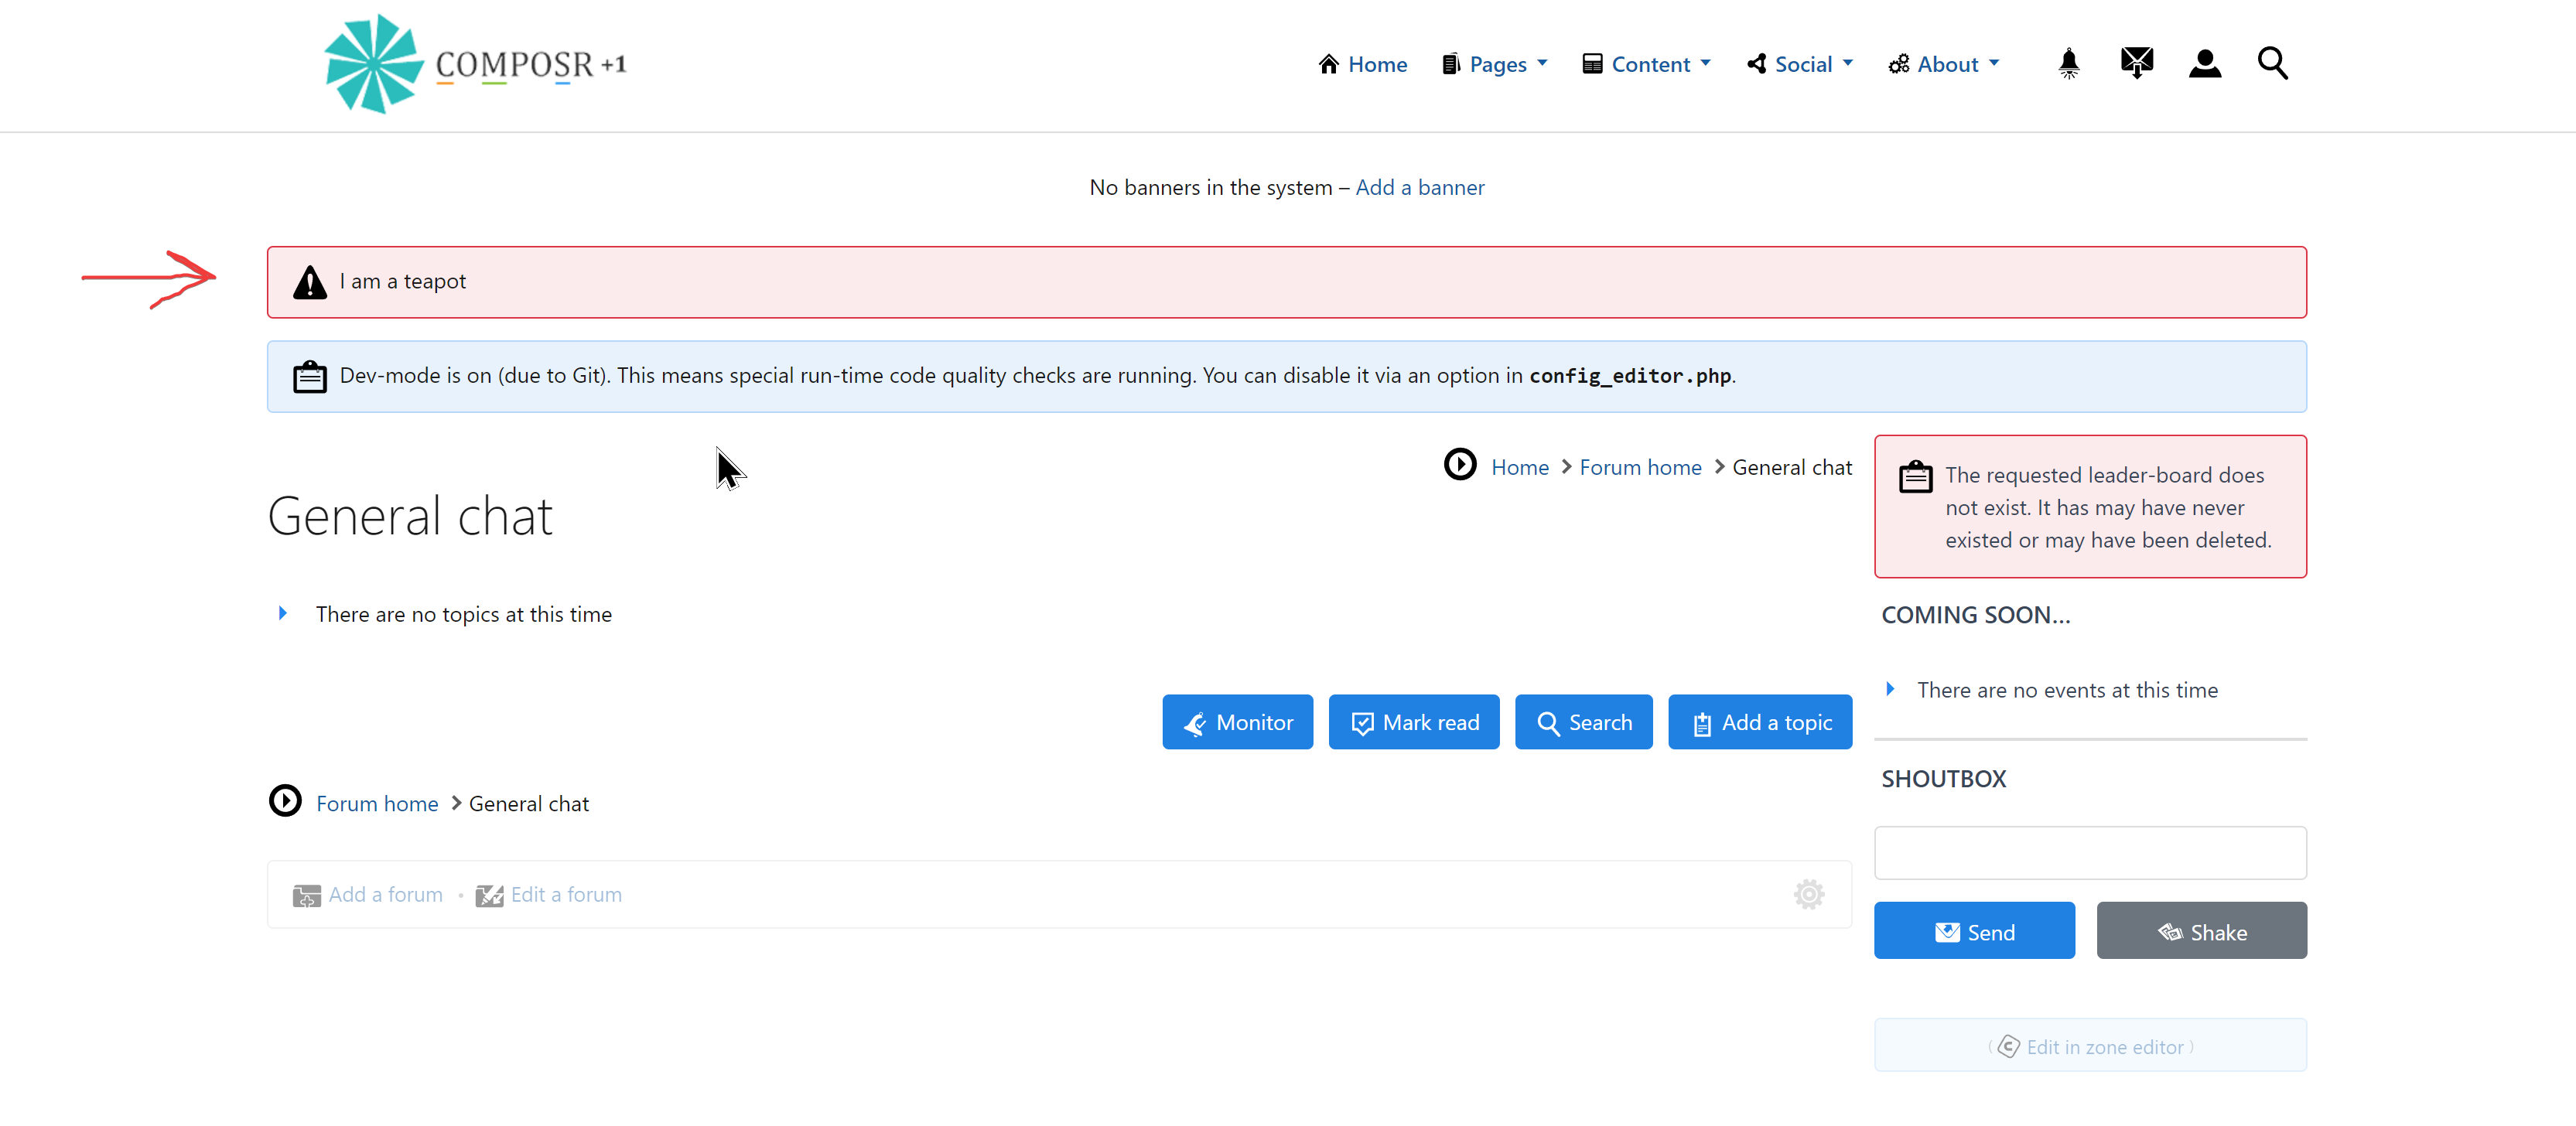 COMPOSR +1
Home Pages Content Social About
No banners in the system – Add a banner
I am a teapot
Dev-mode is on (due to Git). This means special run-time code quality checks are running. You can disable it via an option in config_editor.php.
Home > Forum home > General chat
General chat
There are no topics at this time
Monitor Mark read Search Add a topic
Forum home > General chat
Add a forum • Edit a forum
The requested leader-board does
not exist. It has may have never
existed or may have been deleted.
COMING SOON...
There are no events at this time
SHOUTBOX
Send Shake
( Edit in zone editor )